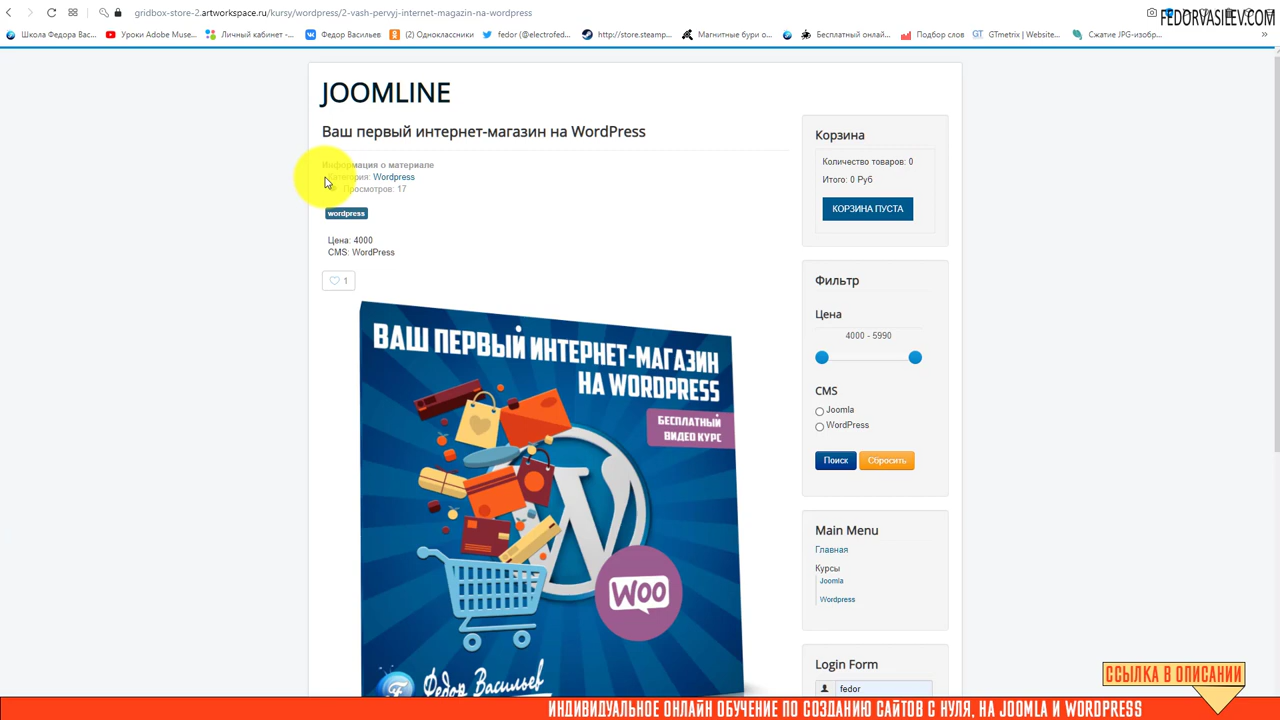 gridbox-store-2.artworkspace.ru/kursy/wordpress/2-vash-pervyj-internet-magazin-na-wordpress
FEDORVASILEV.COM
Школа Федора Вас...
Уроки Adobe Muse...
Личный кабинет -...
Федор Васильев
(2) Одноклассники
fedor (@electrofed...
http://store.steamp...
Магнитные бури о...
Бесплатный онлай...
Подбор слов
GTmetrix | Website...
Сжатие JPG-изобр...
»
JOOMLINE
Ваш первый интернет-магазин на WordPress
Информация о материале
Категория: Wordpress
Просмотров: 17
wordpress
Цена: 4000
CMS: WordPress
1
ВАШ ПЕРВЫЙ ИНТЕРНЕТ-МАГАЗИН
НА WORDPRESS
БЕСПЛАТНЫЙ
ВИДЕО КУРС
WOO
Федор Васильев
Корзина
Количество товаров: 0
Итого: 0 Руб
КОРЗИНА ПУСТА
Фильтр
Цена
4000 - 5990
CMS
Joomla
WordPress
Поиск
Сбросить
Main Menu
Главная
Курсы
Joomla
Wordpress
Login Form
fedor
ССЫЛКА В ОПИСАНИИ
ИНДИВИДУАЛЬНОЕ ОНЛАЙН ОБУЧЕНИЕ ПО СОЗДАНИЮ САЙТОВ С НУЛЯ, НА JOOMLA И WORDPRESS